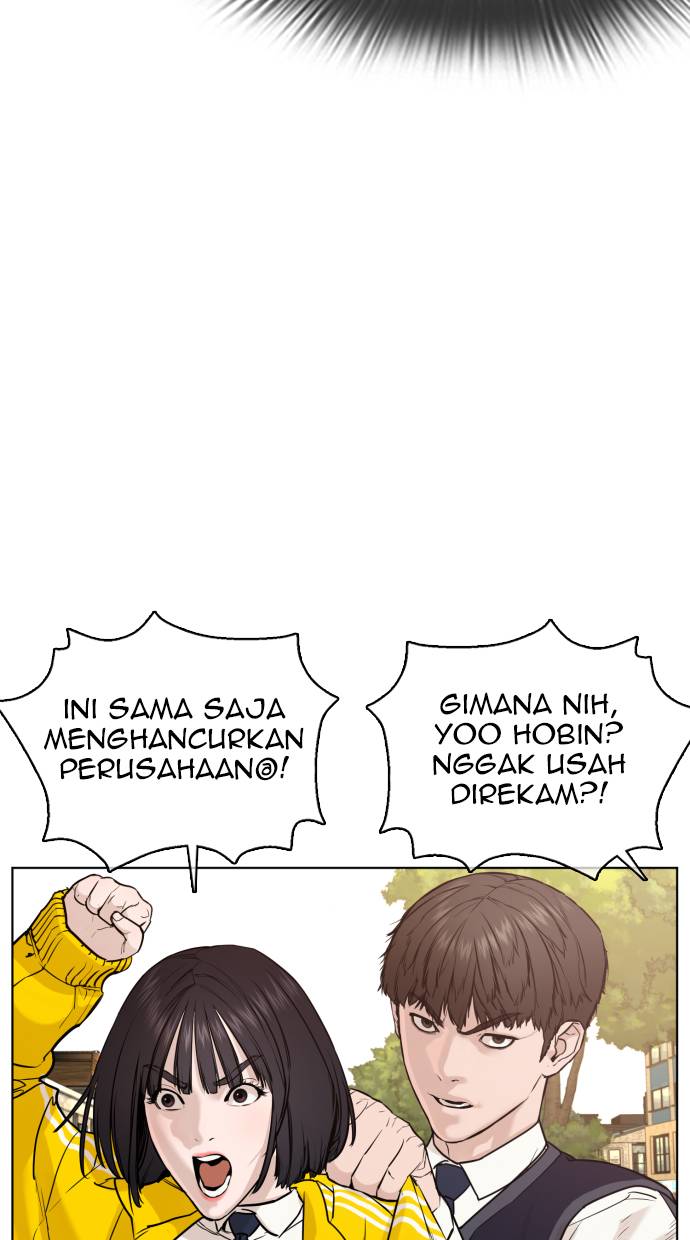 INI SAMA SAJA
MENGHANCURKAN
PERUSAHAAN@!
GIMANA NIH,
YOO HOBIN?
NGGAK USAH
DIREKAM?!